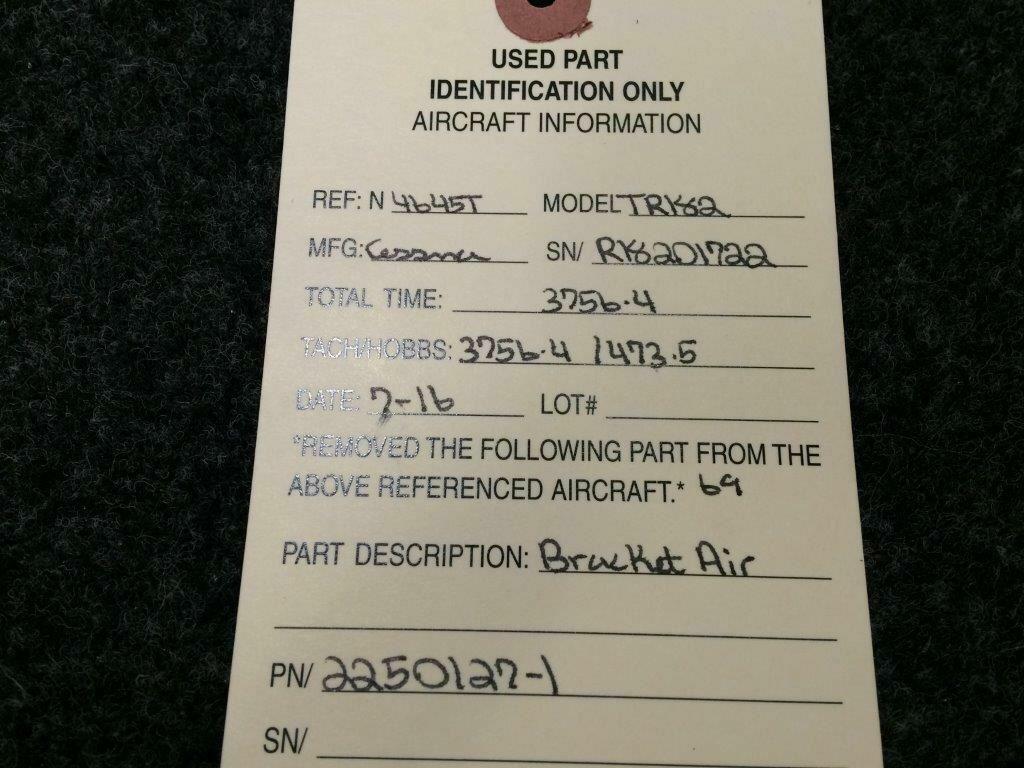 USED PART
IDENTIFICATION ONLY
AIRCRAFT INFORMATION
REF: N 4645T MODEL TR182
MFG: Cessna SN/ R18201722
TOTAL TIME: 3756.4
TACH/HOBBS: 3756.4 / 1473.5
DATE: 7-16 LOT#
*REMOVED THE FOLLOWING PART FROM THE
ABOVE REFERENCED AIRCRAFT.* 69
PART DESCRIPTION: Bracket Air
PN/ 2250127-1
SN/